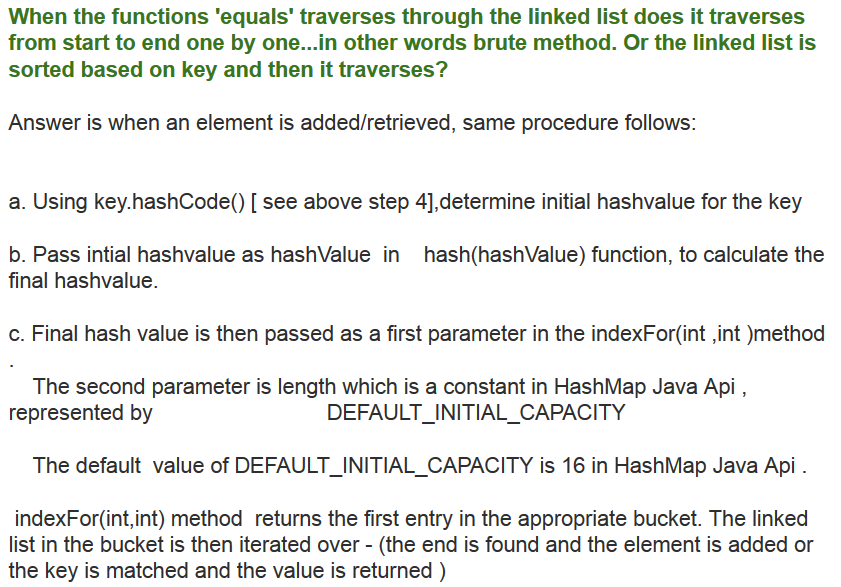 When the functions 'equals' traverses through the linked list does it traverses
from start to end one by one...in other words brute method. Or the linked list is
sorted based on key and then it traverses?
Answer is when an element is added/retrieved, same procedure follows:
a. Using key.hashCode() [ see above step 4],determine initial hashvalue for the key
b. Pass intial hashvalue as hashValue in hash(hashValue) function, to calculate the
final hashvalue.
c. Final hash value is then passed as a first parameter in the indexFor(int ,int )method
.
The second parameter is length which is a constant in HashMap Java Api ,
represented by DEFAULT_INITIAL_CAPACITY
The default value of DEFAULT_INITIAL_CAPACITY is 16 in HashMap Java Api .
indexFor(int,int) method returns the first entry in the appropriate bucket. The linked
list in the bucket is then iterated over - (the end is found and the element is added or
the key is matched and the value is returned )